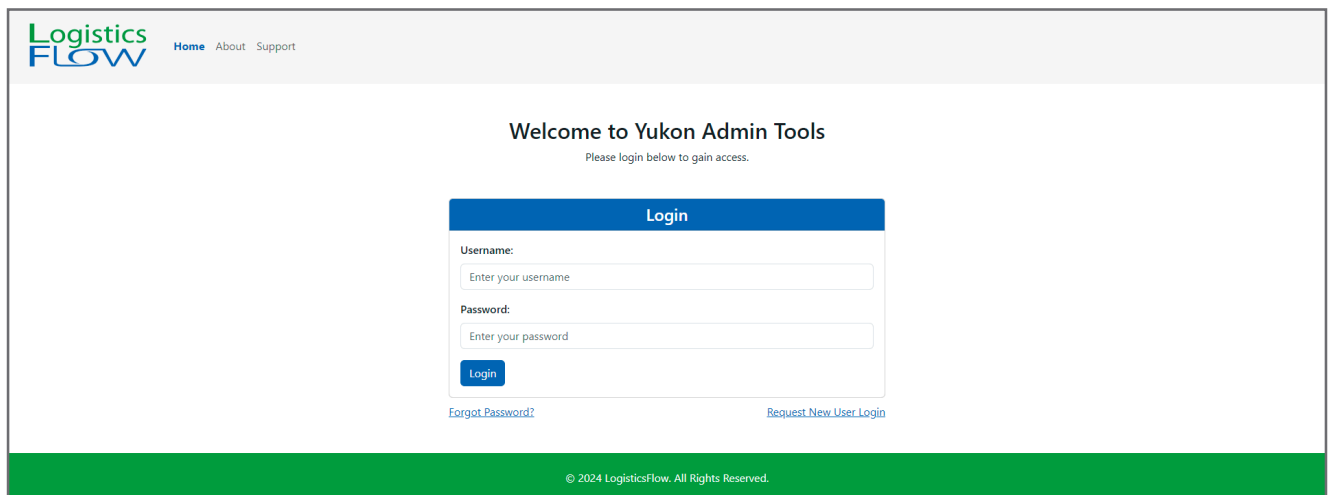 Logistics
FLOW
Home About Support
Welcome to Yukon Admin Tools
Please login below to gain access.
Login
Username:
Enter your username
Password:
Enter your password
Login
Forgot Password? Request New User Login
© 2024 LogisticsFlow. All Rights Reserved.